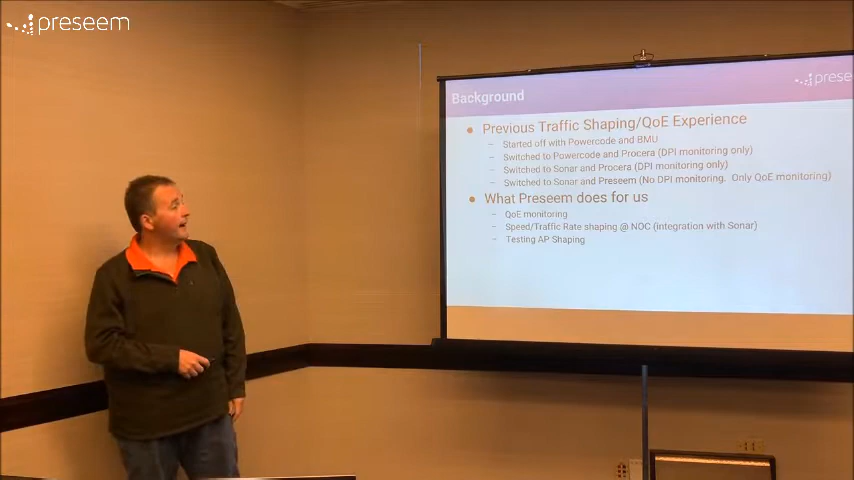 preseem
prese
Background
Previous Traffic Shaping/QoE Experience
Started off with Powercode and BMU
Switched to Powercode and Procera (DPI monitoring only)
Switched to Sonar and Procera (DPI monitoring only)
Switched to Sonar and Preseem (No DPI monitoring. Only QoE monitoring)
What Preseem does for us
QoE monitoring
Speed/Traffic Rate shaping @ NOC (integration with Sonar)
Testing AP Shaping